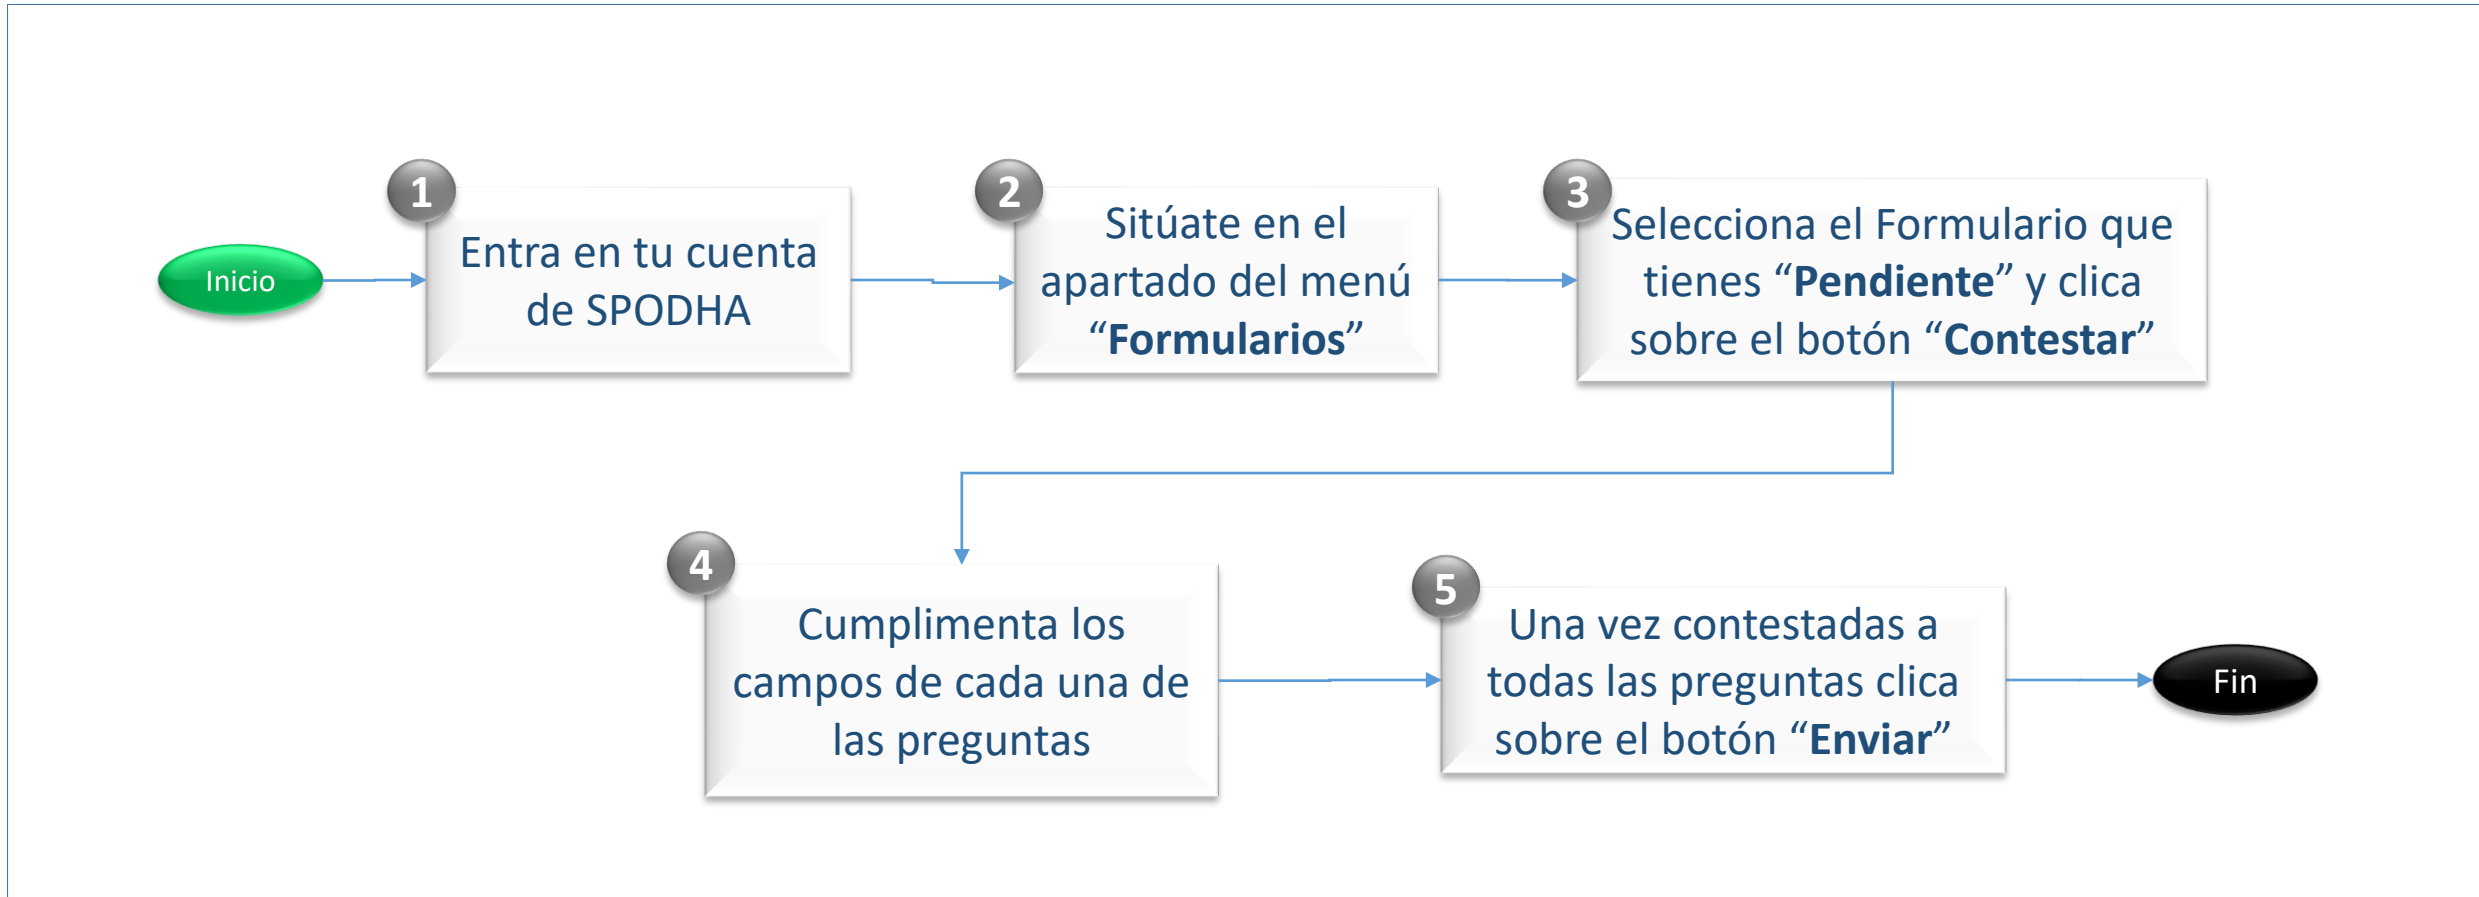 Inicio
1
Entra en tu cuenta
de SPODHA
2
Sitúate en el
apartado del menú
“Formularios”
3
Selecciona el Formulario que
tienes “Pendiente” y clica
sobre el botón “Contestar”
4
Cumplimenta los
campos de cada una de
las preguntas
5
Una vez contestadas a
todas las preguntas clica
sobre el botón “Enviar”
Fin